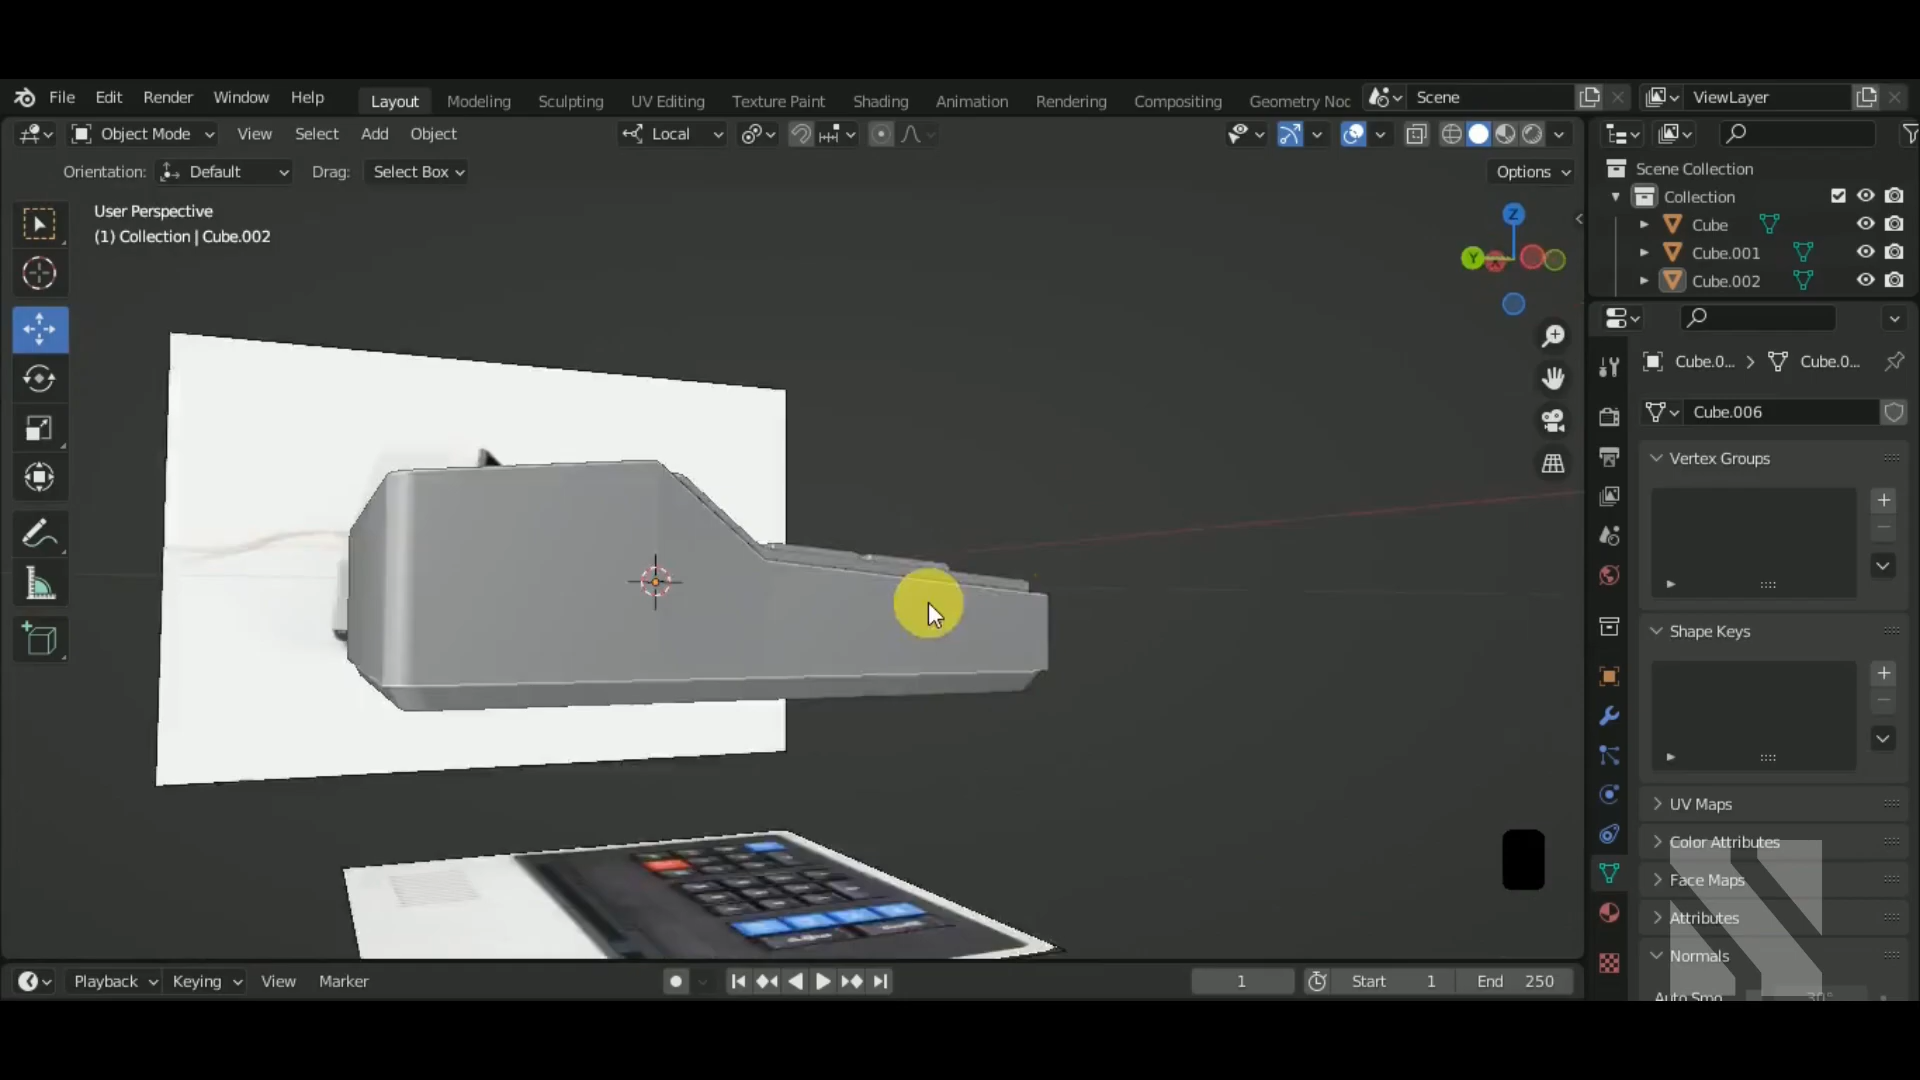 File Edit Render Window Help Layout Modeling Sculpting UV Editing Texture Paint Shading Animation Rendering Compositing Geometry Noc Scene ViewLayer
Object Mode View Select Add Object Local
Orientation: Default Drag: Select Box Options
User Perspective
(1) Collection | Cube.002
Z
Y
X
Scene Collection
Collection
Cube
Cube.001
Cube.002
Cube.0... Cube.0...
Cube.006
Vertex Groups
Shape Keys
UV Maps
Color Attributes
Face Maps
Attributes
Normals
Auto Smo 30°
Playback Keying View Marker 1 Start 1 End 250